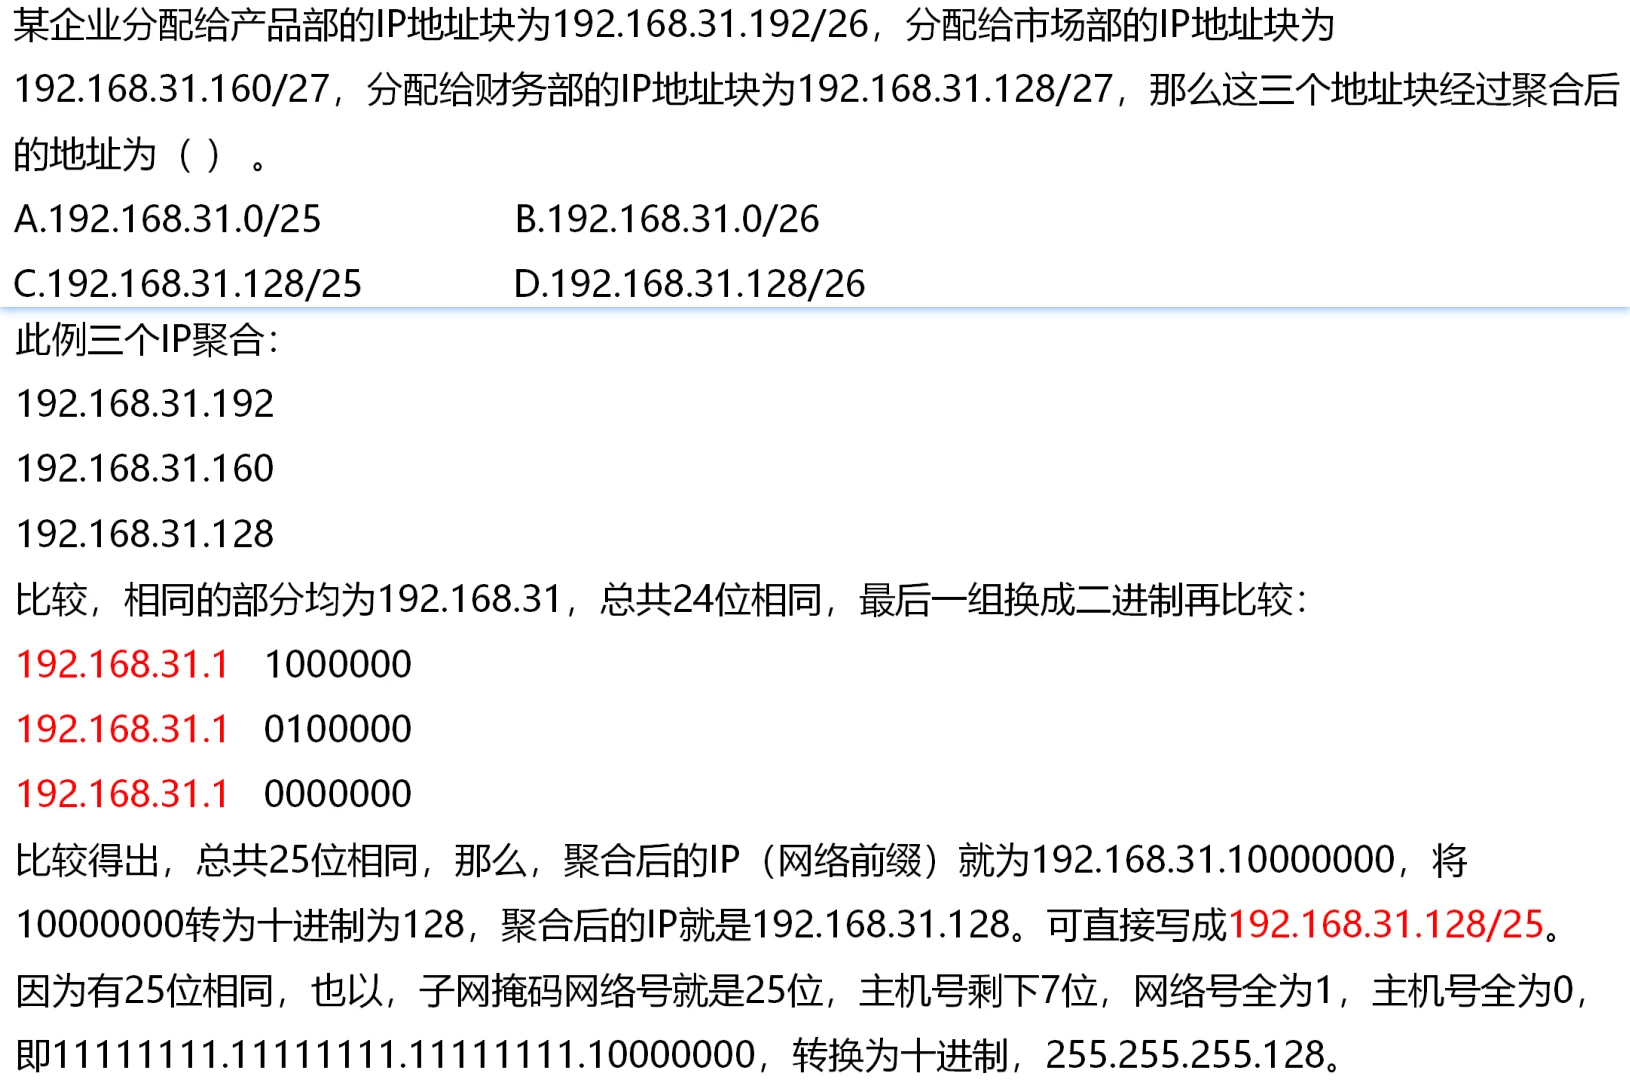 某企业分配给产品部的IP地址块为192.168.31.192/26，分配给市场部的IP地址块为
192.168.31.160/27，分配给财务部的IP地址块为192.168.31.128/27，那么这三个地址块经过聚合后
的地址为（ ） 。
A.192.168.31.0/25 B.192.168.31.0/26
C.192.168.31.128/25 D.192.168.31.128/26
此例三个IP聚合：
192.168.31.192
192.168.31.160
192.168.31.128
比较，相同的部分均为192.168.31，总共24位相同，最后一组换成二进制再比较：
192.168.31.1 1000000
192.168.31.1 0100000
192.168.31.1 0000000
比较得出，总共25位相同，那么，聚合后的IP（网络前缀）就为192.168.31.10000000，将
10000000转为十进制为128，聚合后的IP就是192.168.31.128。可直接写成192.168.31.128/25。
因为有25位相同，也以，子网掩码网络号就是25位，主机号剩下7位，网络号全为1，主机号全为0，
即11111111.11111111.11111111.10000000，转换为十进制，255.255.255.128。